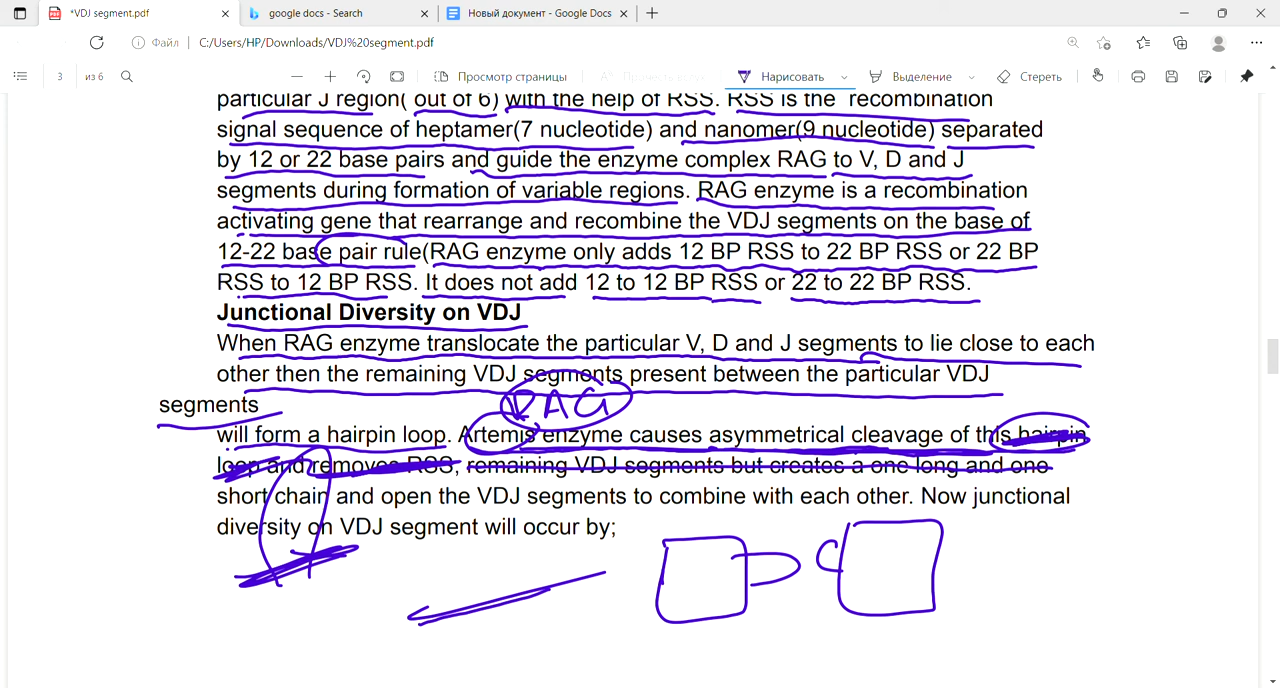 *VDJ segment.pdf
google docs - Search
Новый документ - Google Docs
Файл
C:/Users/HP/Downloads/VDJ%20segment.pdf
3 из 6
Просмотр страницы
Нарисовать
Выделение
Стереть
particular J region( out of 6) with the help of RSS. RSS is the recombination
signal sequence of heptamer(7 nucleotide) and nanomer(9 nucleotide) separated
by 12 or 22 base pairs and guide the enzyme complex RAG to V, D and J
segments during formation of variable regions. RAG enzyme is a recombination
activating gene that rearrange and recombine the VDJ segments on the base of
12-22 base pair rule(RAG enzyme only adds 12 BP RSS to 22 BP RSS or 22 BP
RSS to 12 BP RSS. It does not add 12 to 12 BP RSS or 22 to 22 BP RSS.
Junctional Diversity on VDJ
When RAG enzyme translocate the particular V, D and J segments to lie close to each
other then the remaining VDJ segments present between the particular VDJ
segments
RAG
will form a hairpin loop. Artemis enzyme causes asymmetrical cleavage of this hairpin
loop and removes RSS, remaining VDJ segments but creates a one long and one
short chain and open the VDJ segments to combine with each other. Now junctional
diversity on VDJ segment will occur by;